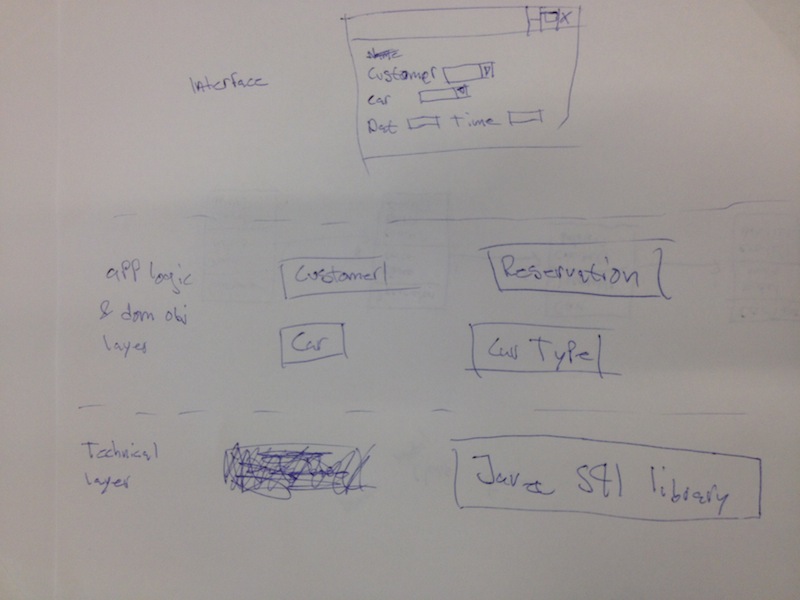 Interface
Customer
Car
Dat Time
app Logic
& dom obj
layer
Customer
Reservation
Car
Car Type
Technical
layer
Java SQl library